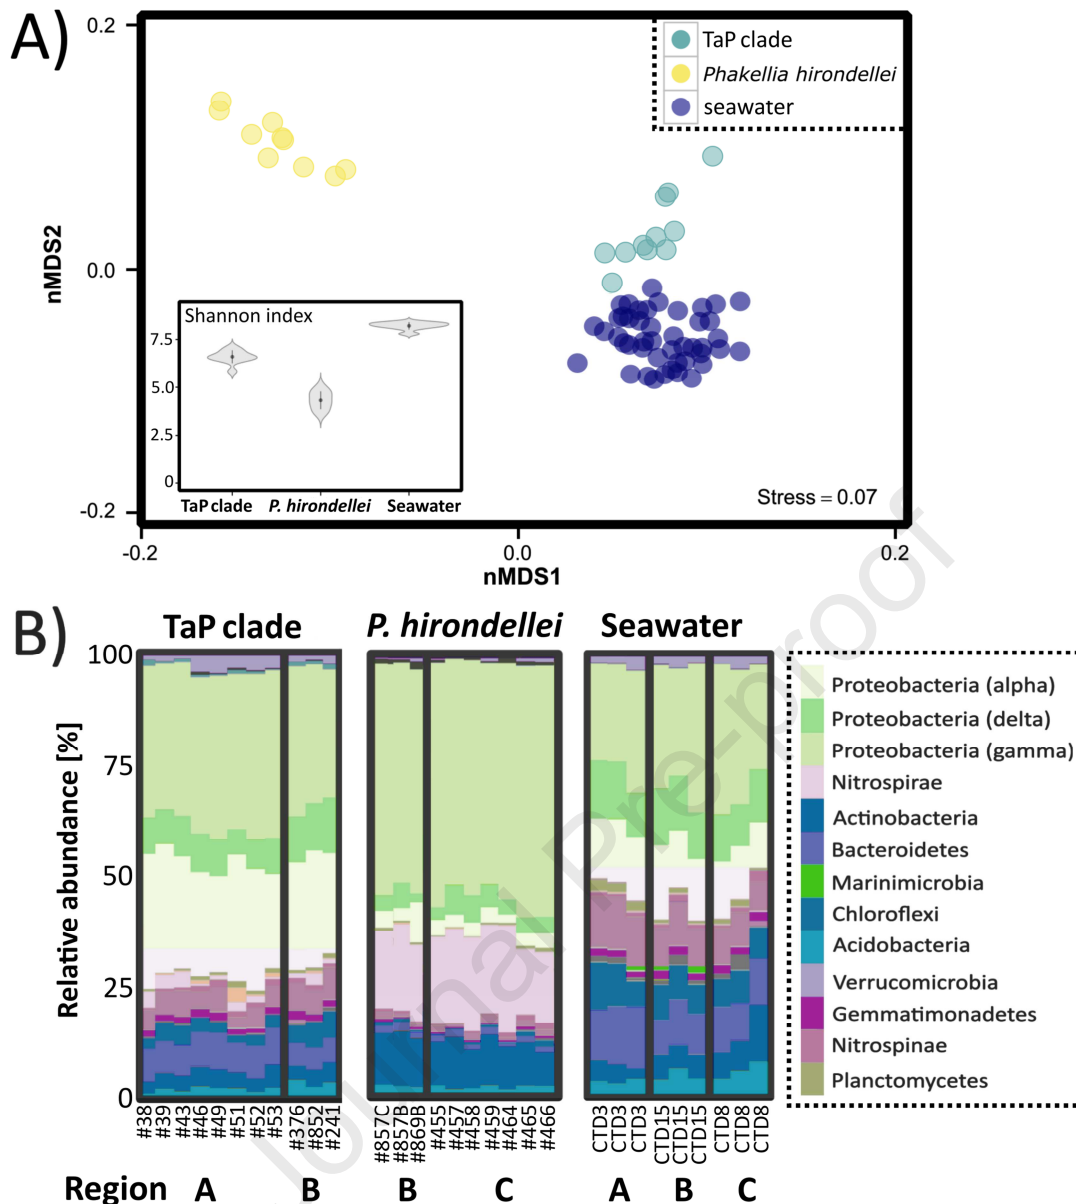 A)
0.2
TaP clade
Phakellia hirondellei
seawater
nMDS2
0.0
Shannon index
7.5
5.0
2.5
0
TaP clade P. hirondellei Seawater
Stress = 0.07
-0.2
-0.2 0.0 0.2
nMDS1
B)
TaP clade P. hirondellei Seawater
100
75
50
25
0
Relative abundance [%]
Proteobacteria (alpha)
Proteobacteria (delta)
Proteobacteria (gamma)
Nitrospirae
Actinobacteria
Bacteroidetes
Marinimicrobia
Chloroflexi
Acidobacteria
Verrucomicrobia
Gemmatimonadetes
Nitrospinae
Planctomycetes
#38 #39 #43 #46 #49 #51 #52 #53 #376 #852 #241 #857C #857B #869B #455 #457 #458 #459 #464 #465 #466 CTD3 CTD3 CTD3 CTD15 CTD15 CTD15 CTD8 CTD8 CTD8
Region A B B C A B C
Journal Pre-proof